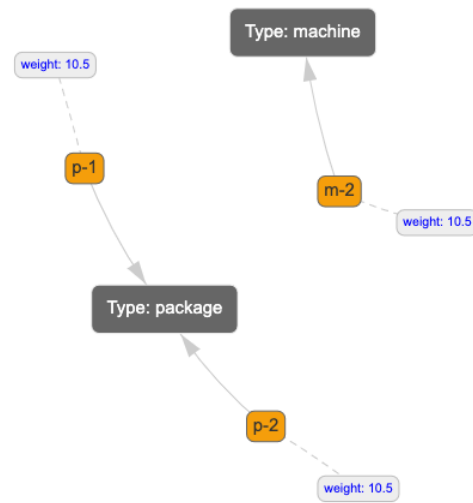 Type: machine
weight: 10.5
p-1
m-2
weight: 10.5
Type: package
p-2
weight: 10.5